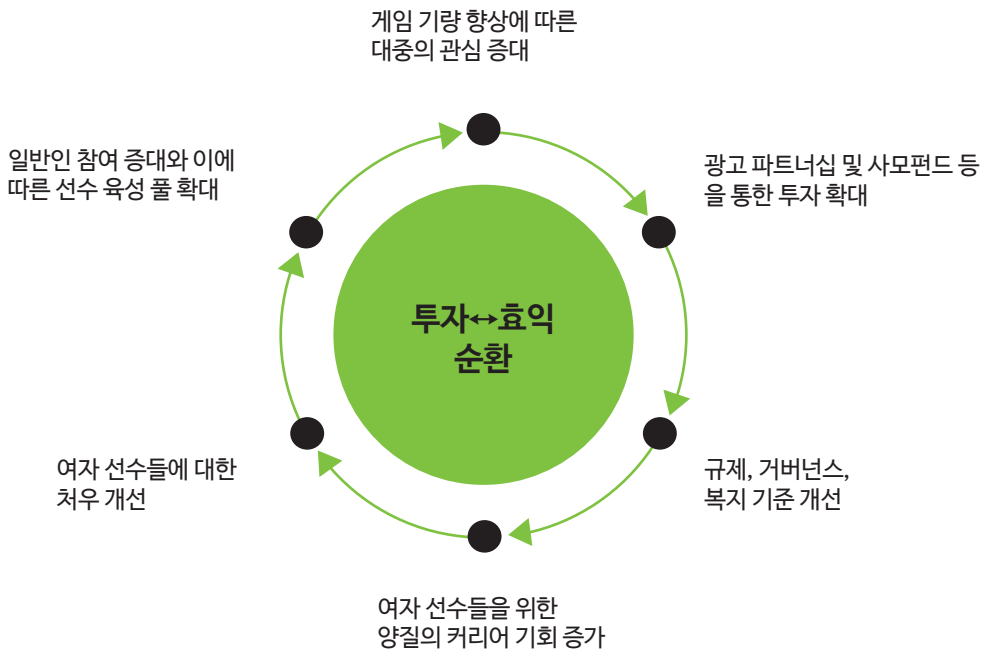 게임 기량 향상에 따른
대중의 관심 증대
광고 파트너십 및 사모펀드 등
을 통한 투자 확대
규제, 거버넌스,
복지 기준 개선
여자 선수들을 위한
양질의 커리어 기회 증가
여자 선수들에 대한
처우 개선
일반인 참여 증대와 이에
따른 선수 육성 풀 확대
투자↔효익
순환